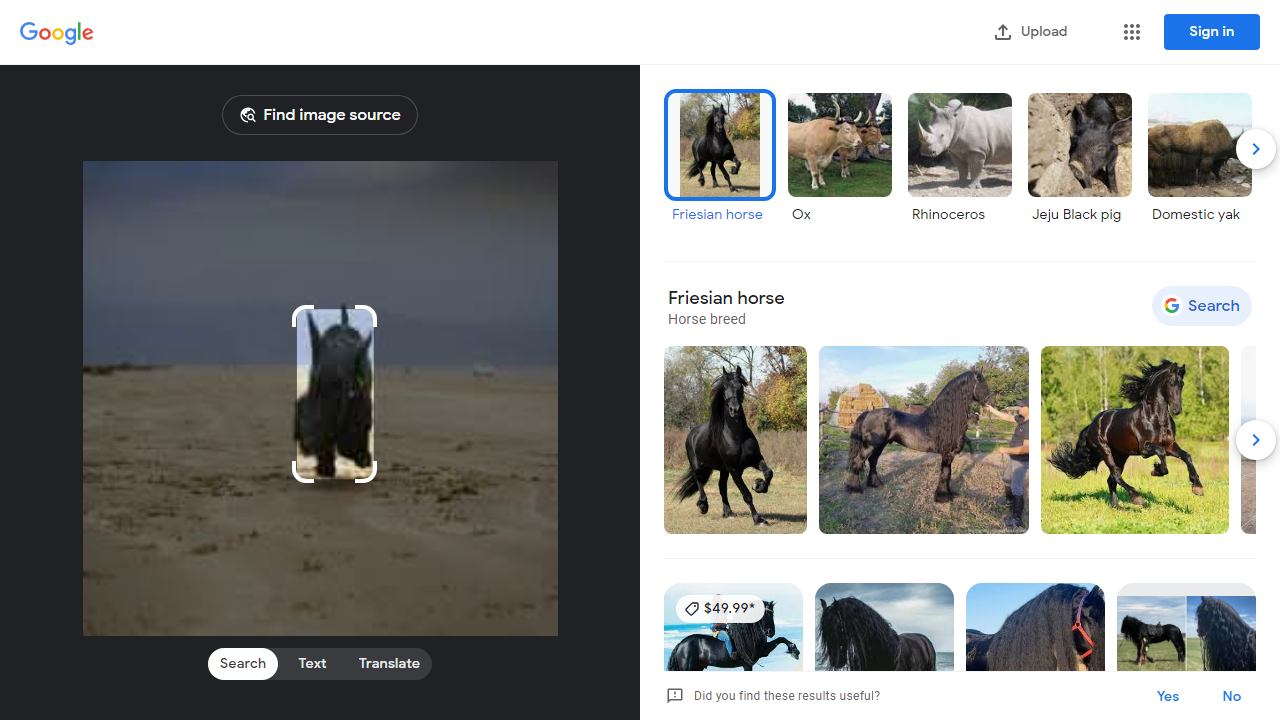 Google
Upload
Sign in
Find image source
Friesian horse
Ox
Rhinoceros
Jeju Black pig
Domestic yak
Friesian horse
Horse breed
Search
$49.99*
Search
Text
Translate
Did you find these results useful?
Yes
No